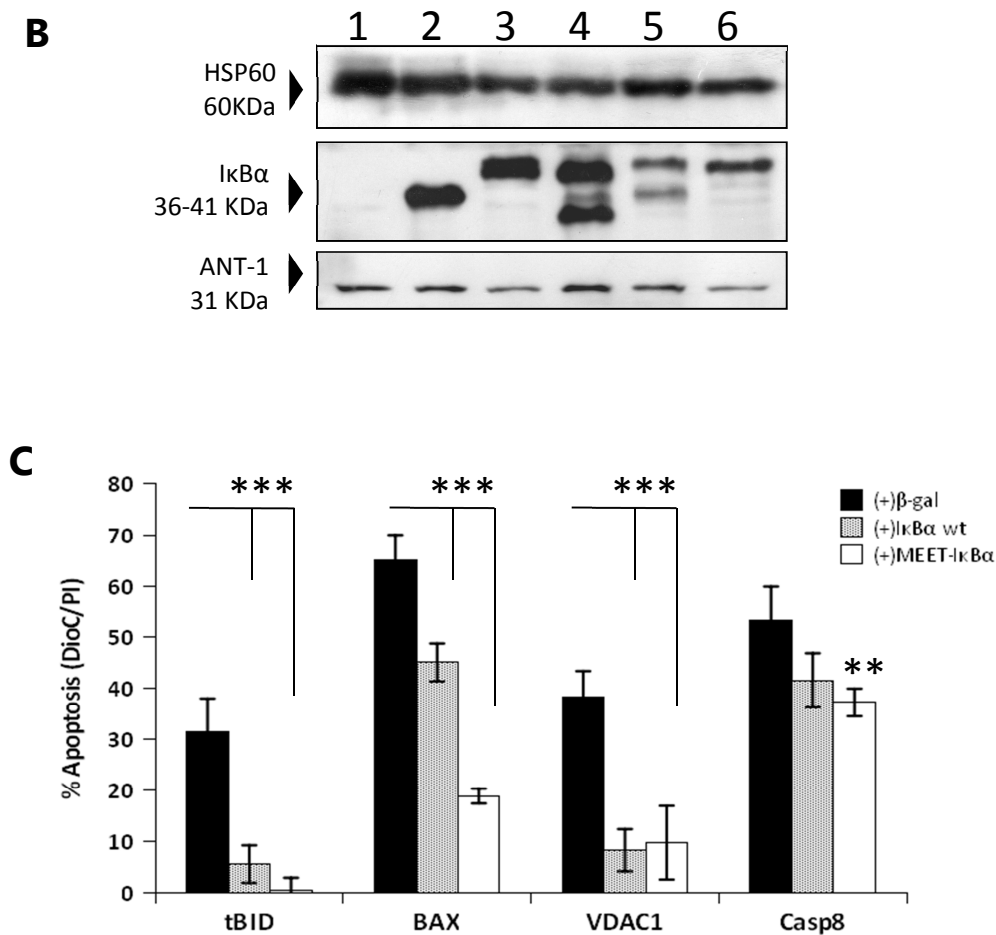 B
1 2 3 4 5 6
HSP60
60KDa
IκBα
36-41 KDa
ANT-1
31 KDa
C
% Apoptosis (DioC/PI)
80
70
60
50
40
30
20
10
0
*** *** ***
**
(+)β-gal
(+)IκBα wt
(+)MEET-IκBα
tBID BAX VDAC1 Casp8